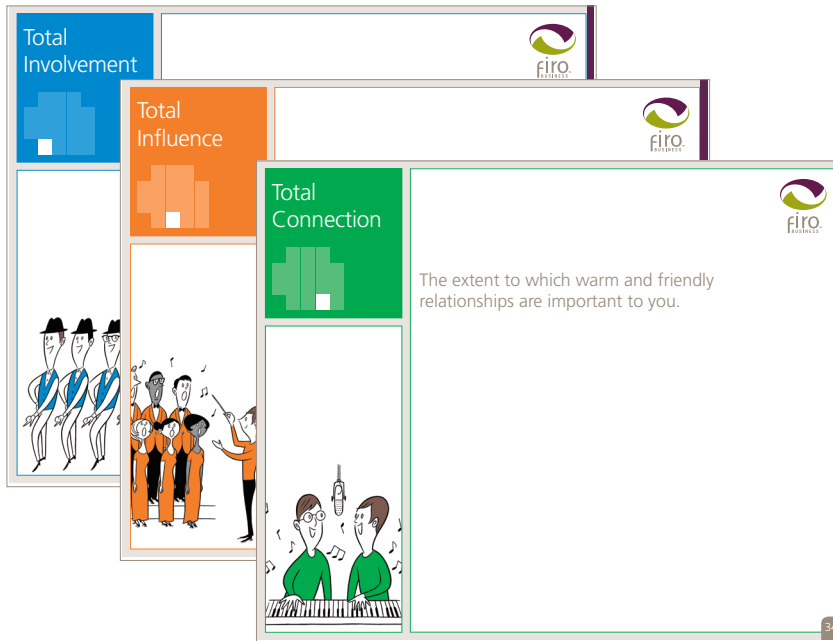 Total
Involvement
firo
BUSINESS
Total
Influence
firo
BUSINESS
Total
Connection
firo
BUSINESS
The extent to which warm and friendly
relationships are important to you.